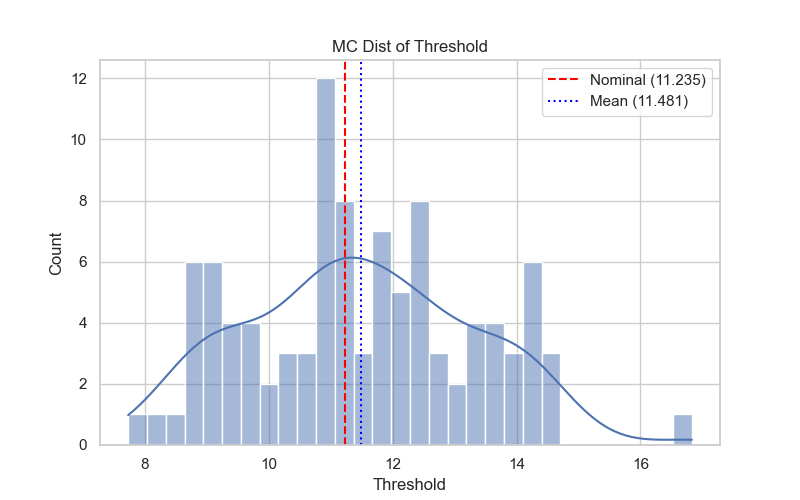 MC Dist of Threshold
Nominal (11.235)
Mean (11.481)
Count
12
10
8
6
4
2
0
8 10 12 14 16
Threshold